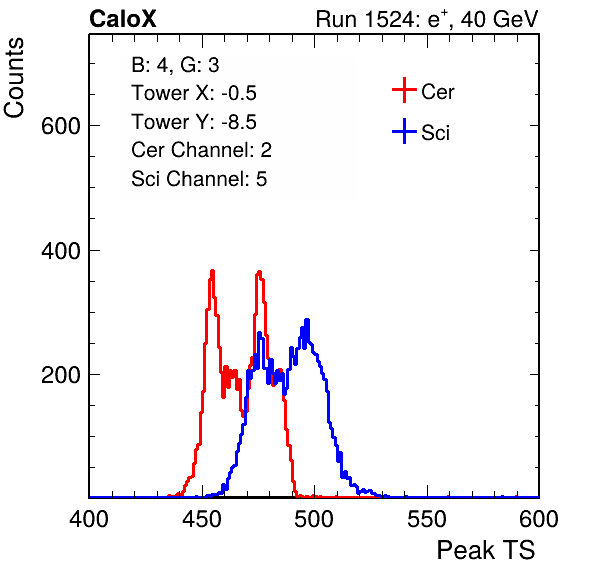 CaloX
Run 1524: e+, 40 GeV
Counts
B: 4, G: 3
Tower X: -0.5
Tower Y: -8.5
Cer Channel: 2
Sci Channel: 5
Cer
Sci
600
400
200
400 450 500 550 600
Peak TS